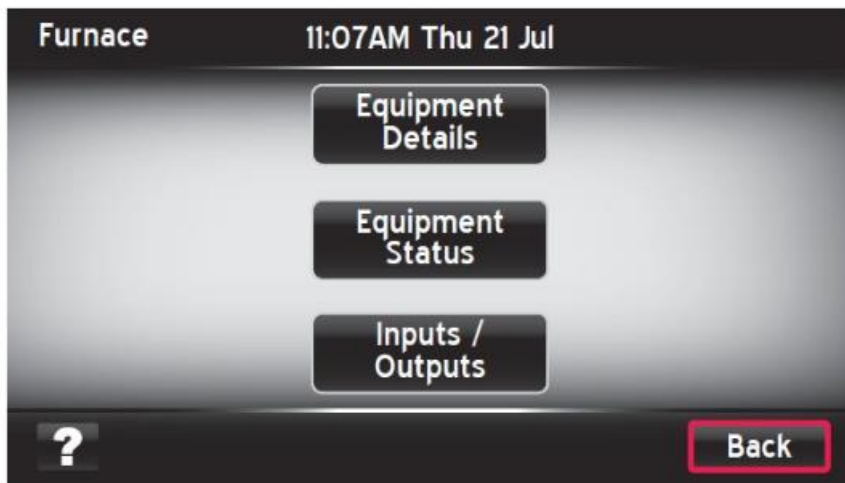 Furnace
11:07AM Thu 21 Jul
Equipment
Details
Equipment
Status
Inputs /
Outputs
?
Back